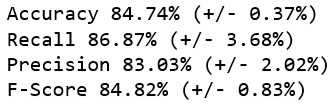 Accuracy 84.74% (+/- 0.37%)
Recall 86.87% (+/- 3.68%)
Precision 83.03% (+/- 2.02%)
F-Score 84.82% (+/- 0.83%)